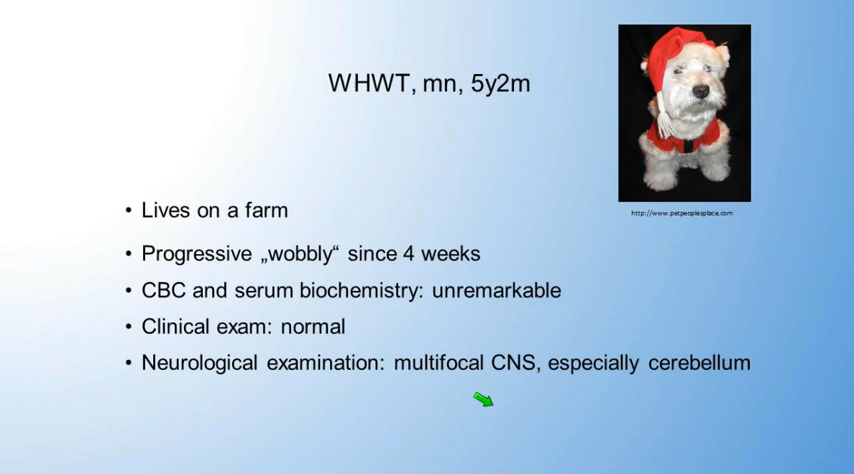 WHWT, mn, 5y2m
http://www.petpeoplesplace.com
• Lives on a farm
• Progressive „wobbly“ since 4 weeks
• CBC and serum biochemistry: unremarkable
• Clinical exam: normal
• Neurological examination: multifocal CNS, especially cerebellum